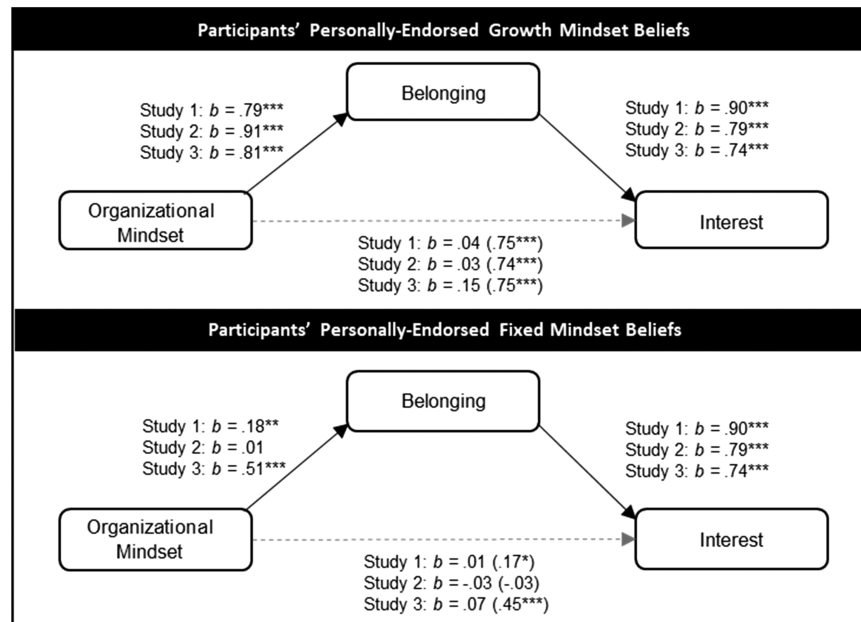 Participants' Personally-Endorsed Growth Mindset Beliefs
Belonging
Study 1: b = .79***
Study 2: b = .91***
Study 3: b = .81***
Study 1: b = .90***
Study 2: b = .79***
Study 3: b = .74***
Organizational
Mindset
Interest
Study 1: b = .04 (.75***)
Study 2: b = .03 (.74***)
Study 3: b = .15 (.75***)
Participants' Personally-Endorsed Fixed Mindset Beliefs
Belonging
Study 1: b = .18**
Study 2: b = .01
Study 3: b = .51***
Study 1: b = .90***
Study 2: b = .79***
Study 3: b = .74***
Organizational
Mindset
Interest
Study 1: b = .01 (.17*)
Study 2: b = -.03 (-.03)
Study 3: b = .07 (.45***)